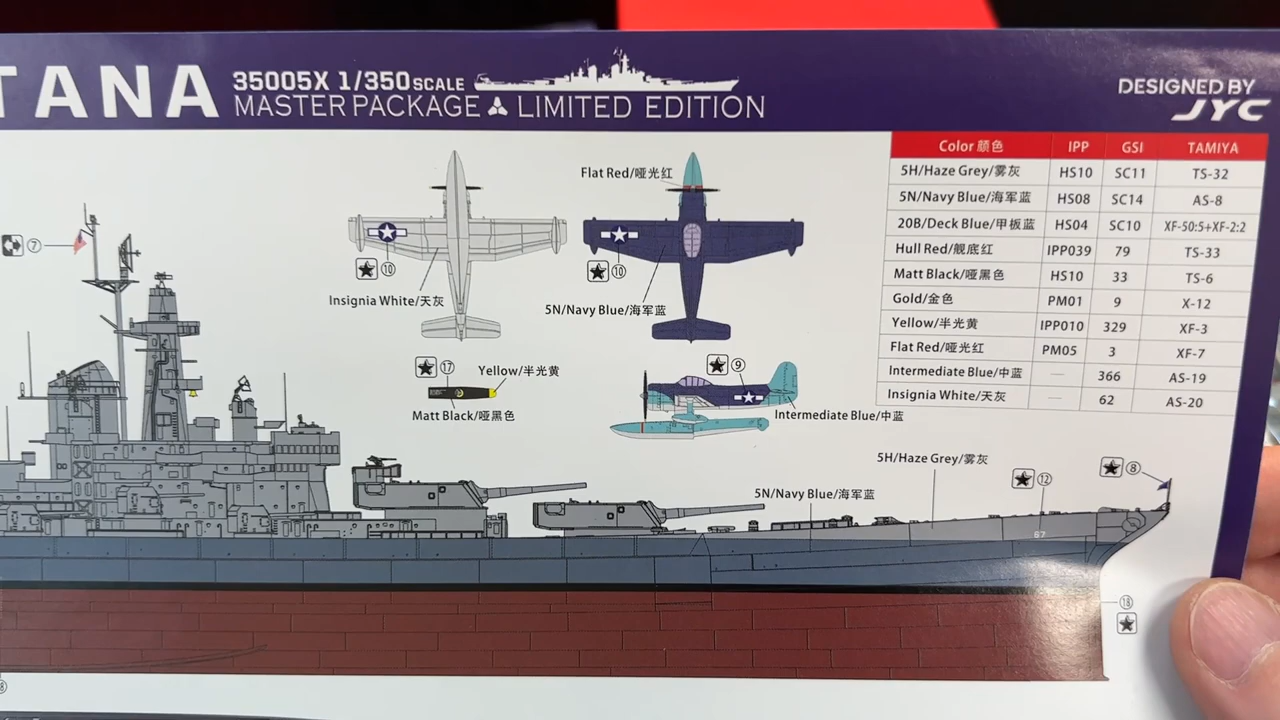 TANA
35005X 1/350 SCALE
MASTER PACKAGE LIMITED EDITION
DESIGNED BY
JYC
Color 颜色 IPP GSI TAMIYA
5H/Haze Grey/雾灰 HS10 SC11 TS-32
5N/Navy Blue/海军蓝 HS08 SC14 AS-8
20B/Deck Blue/甲板蓝 HS04 SC10 XF-50:5+XF-2:2
Hull Red/舰底红 IPP039 79 TS-33
Matt Black/哑黑色 HS10 33 TS-6
Gold/金色 PM01 9 X-12
Yellow/半光黄 IPP010 329 XF-3
Flat Red/哑光红 PM05 3 XF-7
Intermediate Blue/中蓝 — 366 AS-19
Insignia White/天灰 — 62 AS-20
Flat Red/哑光红
⑦
⑩
⑩
Insignia White/天灰
5N/Navy Blue/海军蓝
⑰
Yellow/半光黄
⑨
Matt Black/哑黑色
Intermediate Blue/中蓝
5H/Haze Grey/雾灰
⑫
⑧
5N/Navy Blue/海军蓝
67
⑱